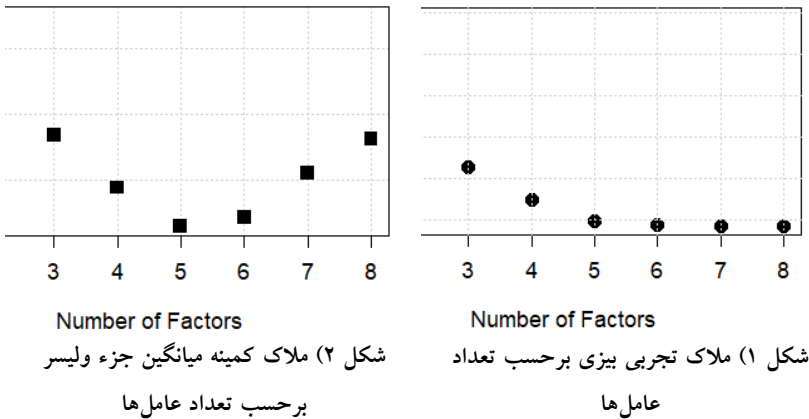 3 4 5 6 7 8
Number of Factors
شکل ۱) ملاک تجربی بیزی برحسب تعداد
عامل‌ها
3 4 5 6 7 8
Number of Factors
شکل ۲) ملاک کمینه میانگین جزء ولیسر
برحسب تعداد عامل‌ها